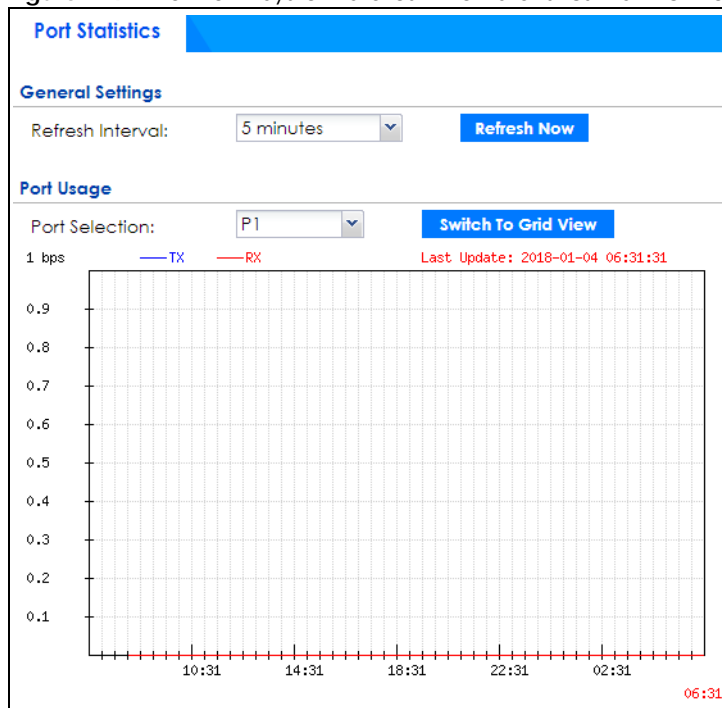 Port Statistics
General Settings
Refresh Interval: 5 minutes Refresh Now
Port Usage
Port Selection: P1 Switch To Grid View
1 bps TX RX Last Update: 2018-01-04 06:31:31
0.9
0.8
0.7
0.6
0.5
0.4
0.3
0.2
0.1
10:31 14:31 18:31 22:31 02:31
06:31